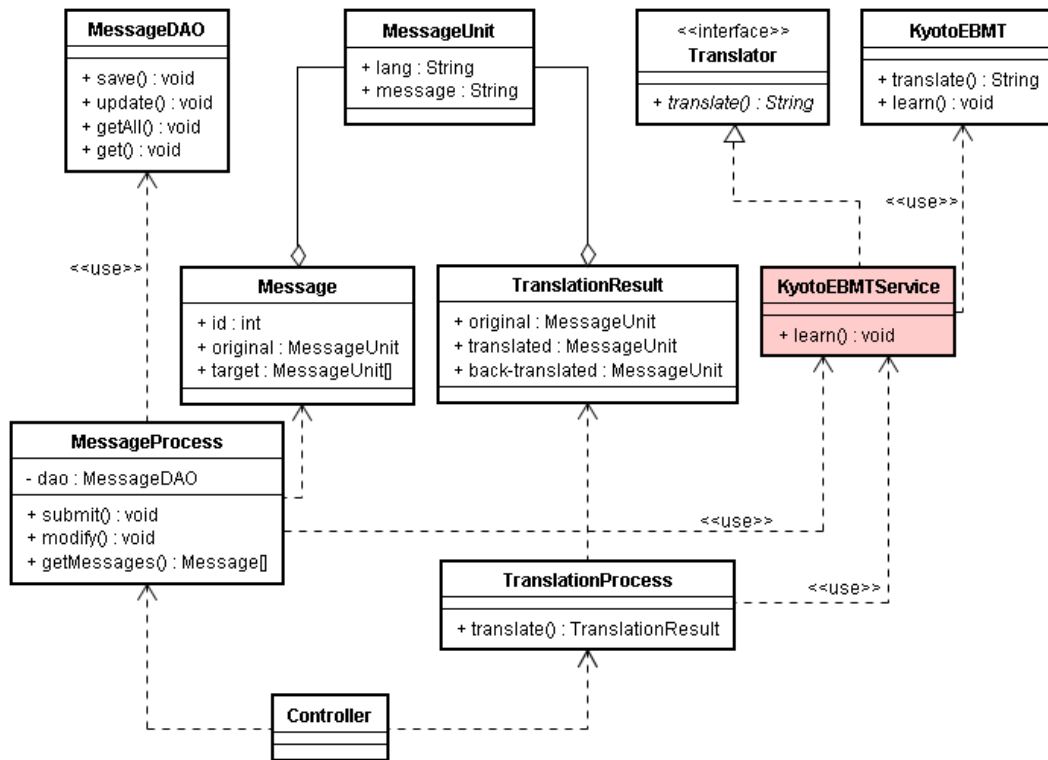 MessageDAO
+ save() : void
+ update() : void
+ getAll() : void
+ get() : void
MessageUnit
+ lang : String
+ message : String
<<interface>>
Translator
+ translate() : String
KyotoEBMT
+ translate() : String
+ learn() : void
<<use>>
<<use>>
Message
+ id : int
+ original : MessageUnit
+ target : MessageUnit[]
TranslationResult
+ original : MessageUnit
+ translated : MessageUnit
+ back-translated : MessageUnit
KyotoEBMTService
+ learn() : void
MessageProcess
- dao : MessageDAO
+ submit() : void
+ modify() : void
+ getMessages() : Message[]
<<use>>
TranslationProcess
+ translate() : TranslationResult
<<use>>
Controller